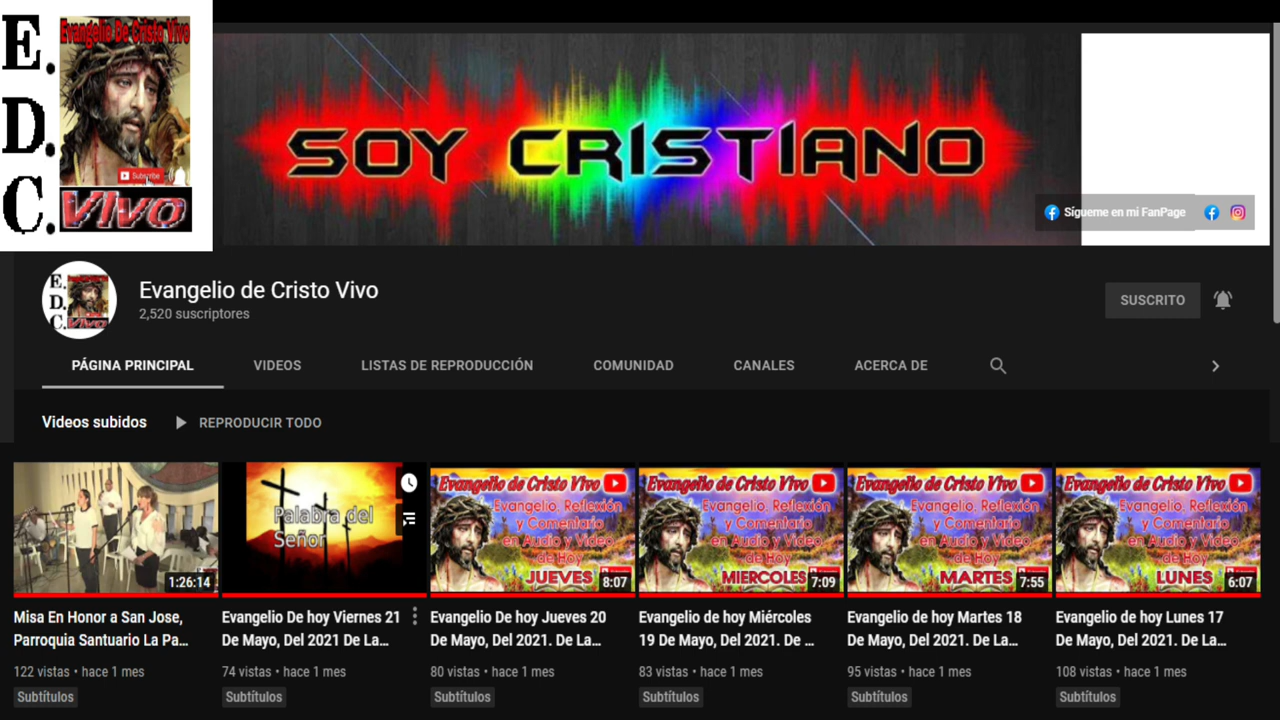 E.
D.
C.
Evangelio De Cristo Vivo
Subscribe
Vivo
SOY CRISTIANO
Sígueme en mi FanPage
E.
D.
C.
Vivo
Evangelio de Cristo Vivo
2,520 suscriptores
SUSCRITO
PÁGINA PRINCIPAL VIDEOS LISTAS DE REPRODUCCIÓN COMUNIDAD CANALES ACERCA DE
Videos subidos REPRODUCIR TODO
1:26:14
Misa En Honor a San Jose,
Parroquia Santuario La Pa...
122 vistas • hace 1 mes
Subtítulos
Palabra del
Señor
Evangelio De hoy Viernes 21
De Mayo, Del 2021 De La...
74 vistas • hace 1 mes
Subtítulos
Evangelio de Cristo Vivo
Evangelio, Reflexión
y Comentario
en Audio y Video
de Hoy
JUEVES 8:07
Evangelio De hoy Jueves 20
De Mayo, Del 2021. De La...
80 vistas • hace 1 mes
Subtítulos
Evangelio de Cristo Vivo
Evangelio, Reflexión
y Comentario
en Audio y Video
de Hoy
MIERCOLES 7:09
Evangelio de hoy Miércoles
19 De Mayo, Del 2021. De ...
83 vistas • hace 1 mes
Subtítulos
Evangelio de Cristo Vivo
Evangelio, Reflexión
y Comentario
en Audio y Video
de Hoy
MARTES 7:55
Evangelio de hoy Martes 18
De Mayo, Del 2021. De La...
95 vistas • hace 1 mes
Subtítulos
Evangelio de Cristo Vivo
Evangelio, Reflexión
y Comentario
en Audio y Video
de Hoy
LUNES 6:07
Evangelio de hoy Lunes 17
De Mayo, Del 2021. De La...
108 vistas • hace 1 mes
Subtítulos